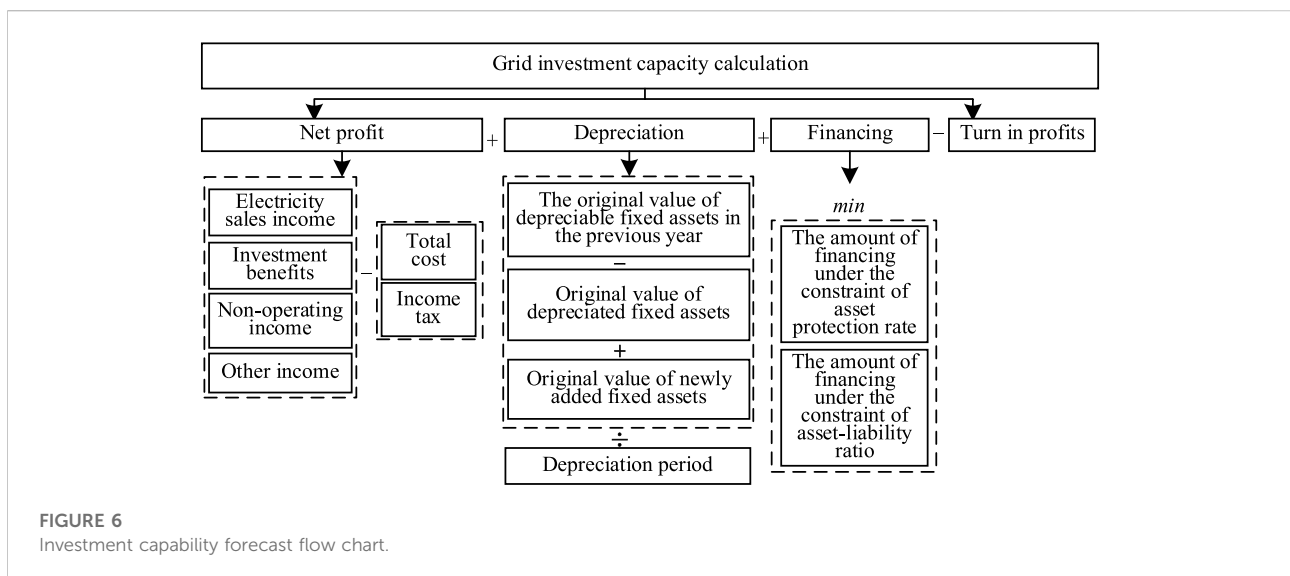 Grid investment capacity calculation
Net profit + Depreciation + Financing − Turn in profits
Electricity
sales income
Investment
benefits
Non-operating
income
Other income
−
Total
cost
Income
tax
The original value of
depreciable fixed assets in
the previous year
−
Original value of
depreciated fixed assets
+
Original value of newly
added fixed assets
÷
Depreciation period
min
The amount of
financing
under the
constraint of
asset
protection rate
The amount of
financing
under the
constraint of
asset-liability
ratio
FIGURE 6
Investment capability forecast flow chart.